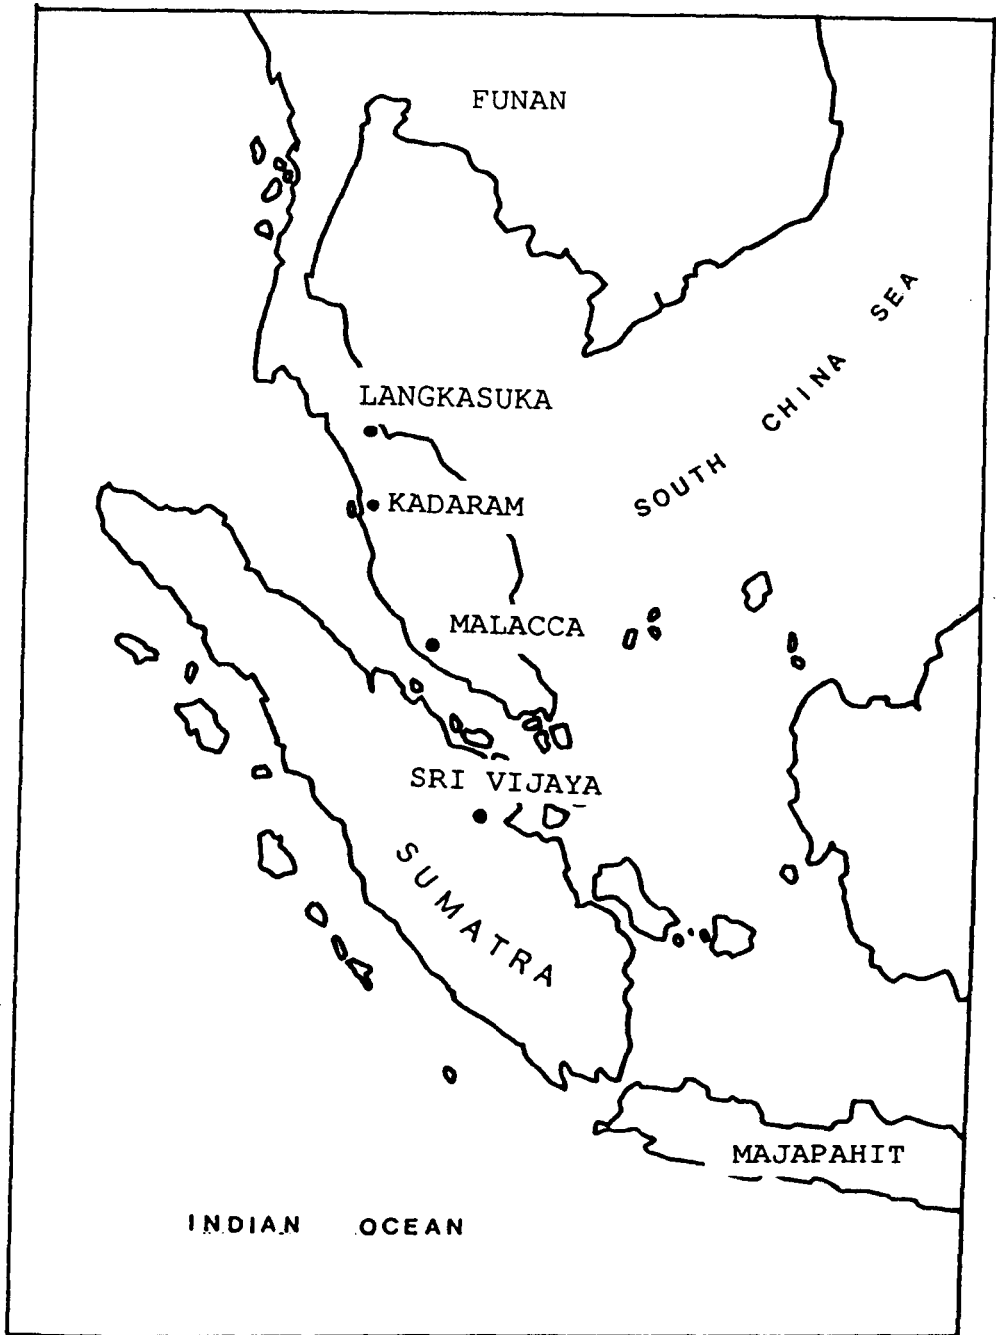 FUNAN
SOUTH CHINA SEA
LANGKASUKA
KADARAM
MALACCA
SRI VIJAYA
SUMATRA
MAJAPAHIT
INDIAN OCEAN